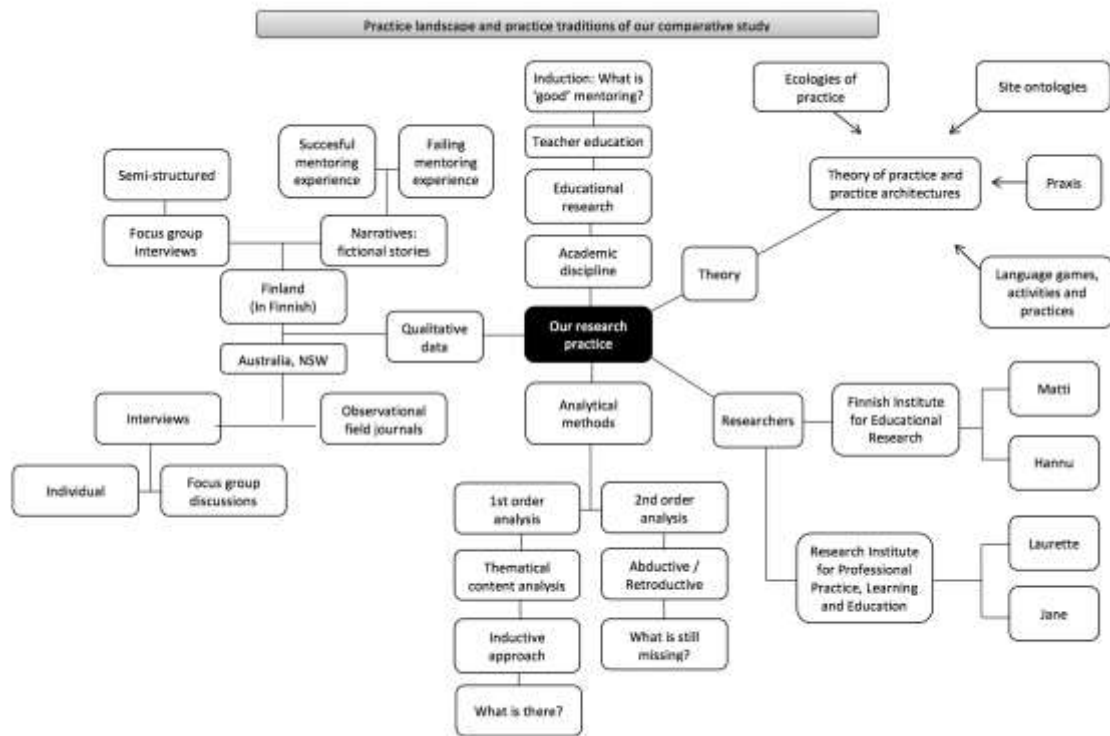 Practice landscape and practice traditions of our comparative study
Induction: What is
'good' mentoring?
Teacher education
Educational
research
Academic
discipline
Ecologies of
practice
Site ontologies
Theory of practice and
practice architectures
Praxis
Language games,
activities and
practices
Theory
Succesful
mentoring
experience
Failing
mentoring
experience
Semi-structured
Focus group
interviews
Narratives:
fictional stories
Finland
(in Finnish)
Qualitative
data
Our research
practice
Australia, NSW
Interviews
Observational
field journals
Individual
Focus group
discussions
Analytical
methods
1st order
analysis
2nd order
analysis
Thematical
content analysis
Abductive /
Retroductive
Inductive
approach
What is still
missing?
What is there?
Researchers
Finnish Institute
for Educational
Research
Matti
Hannu
Research Institute
for Professional
Practice, Learning
and Education
Laurette
Jane